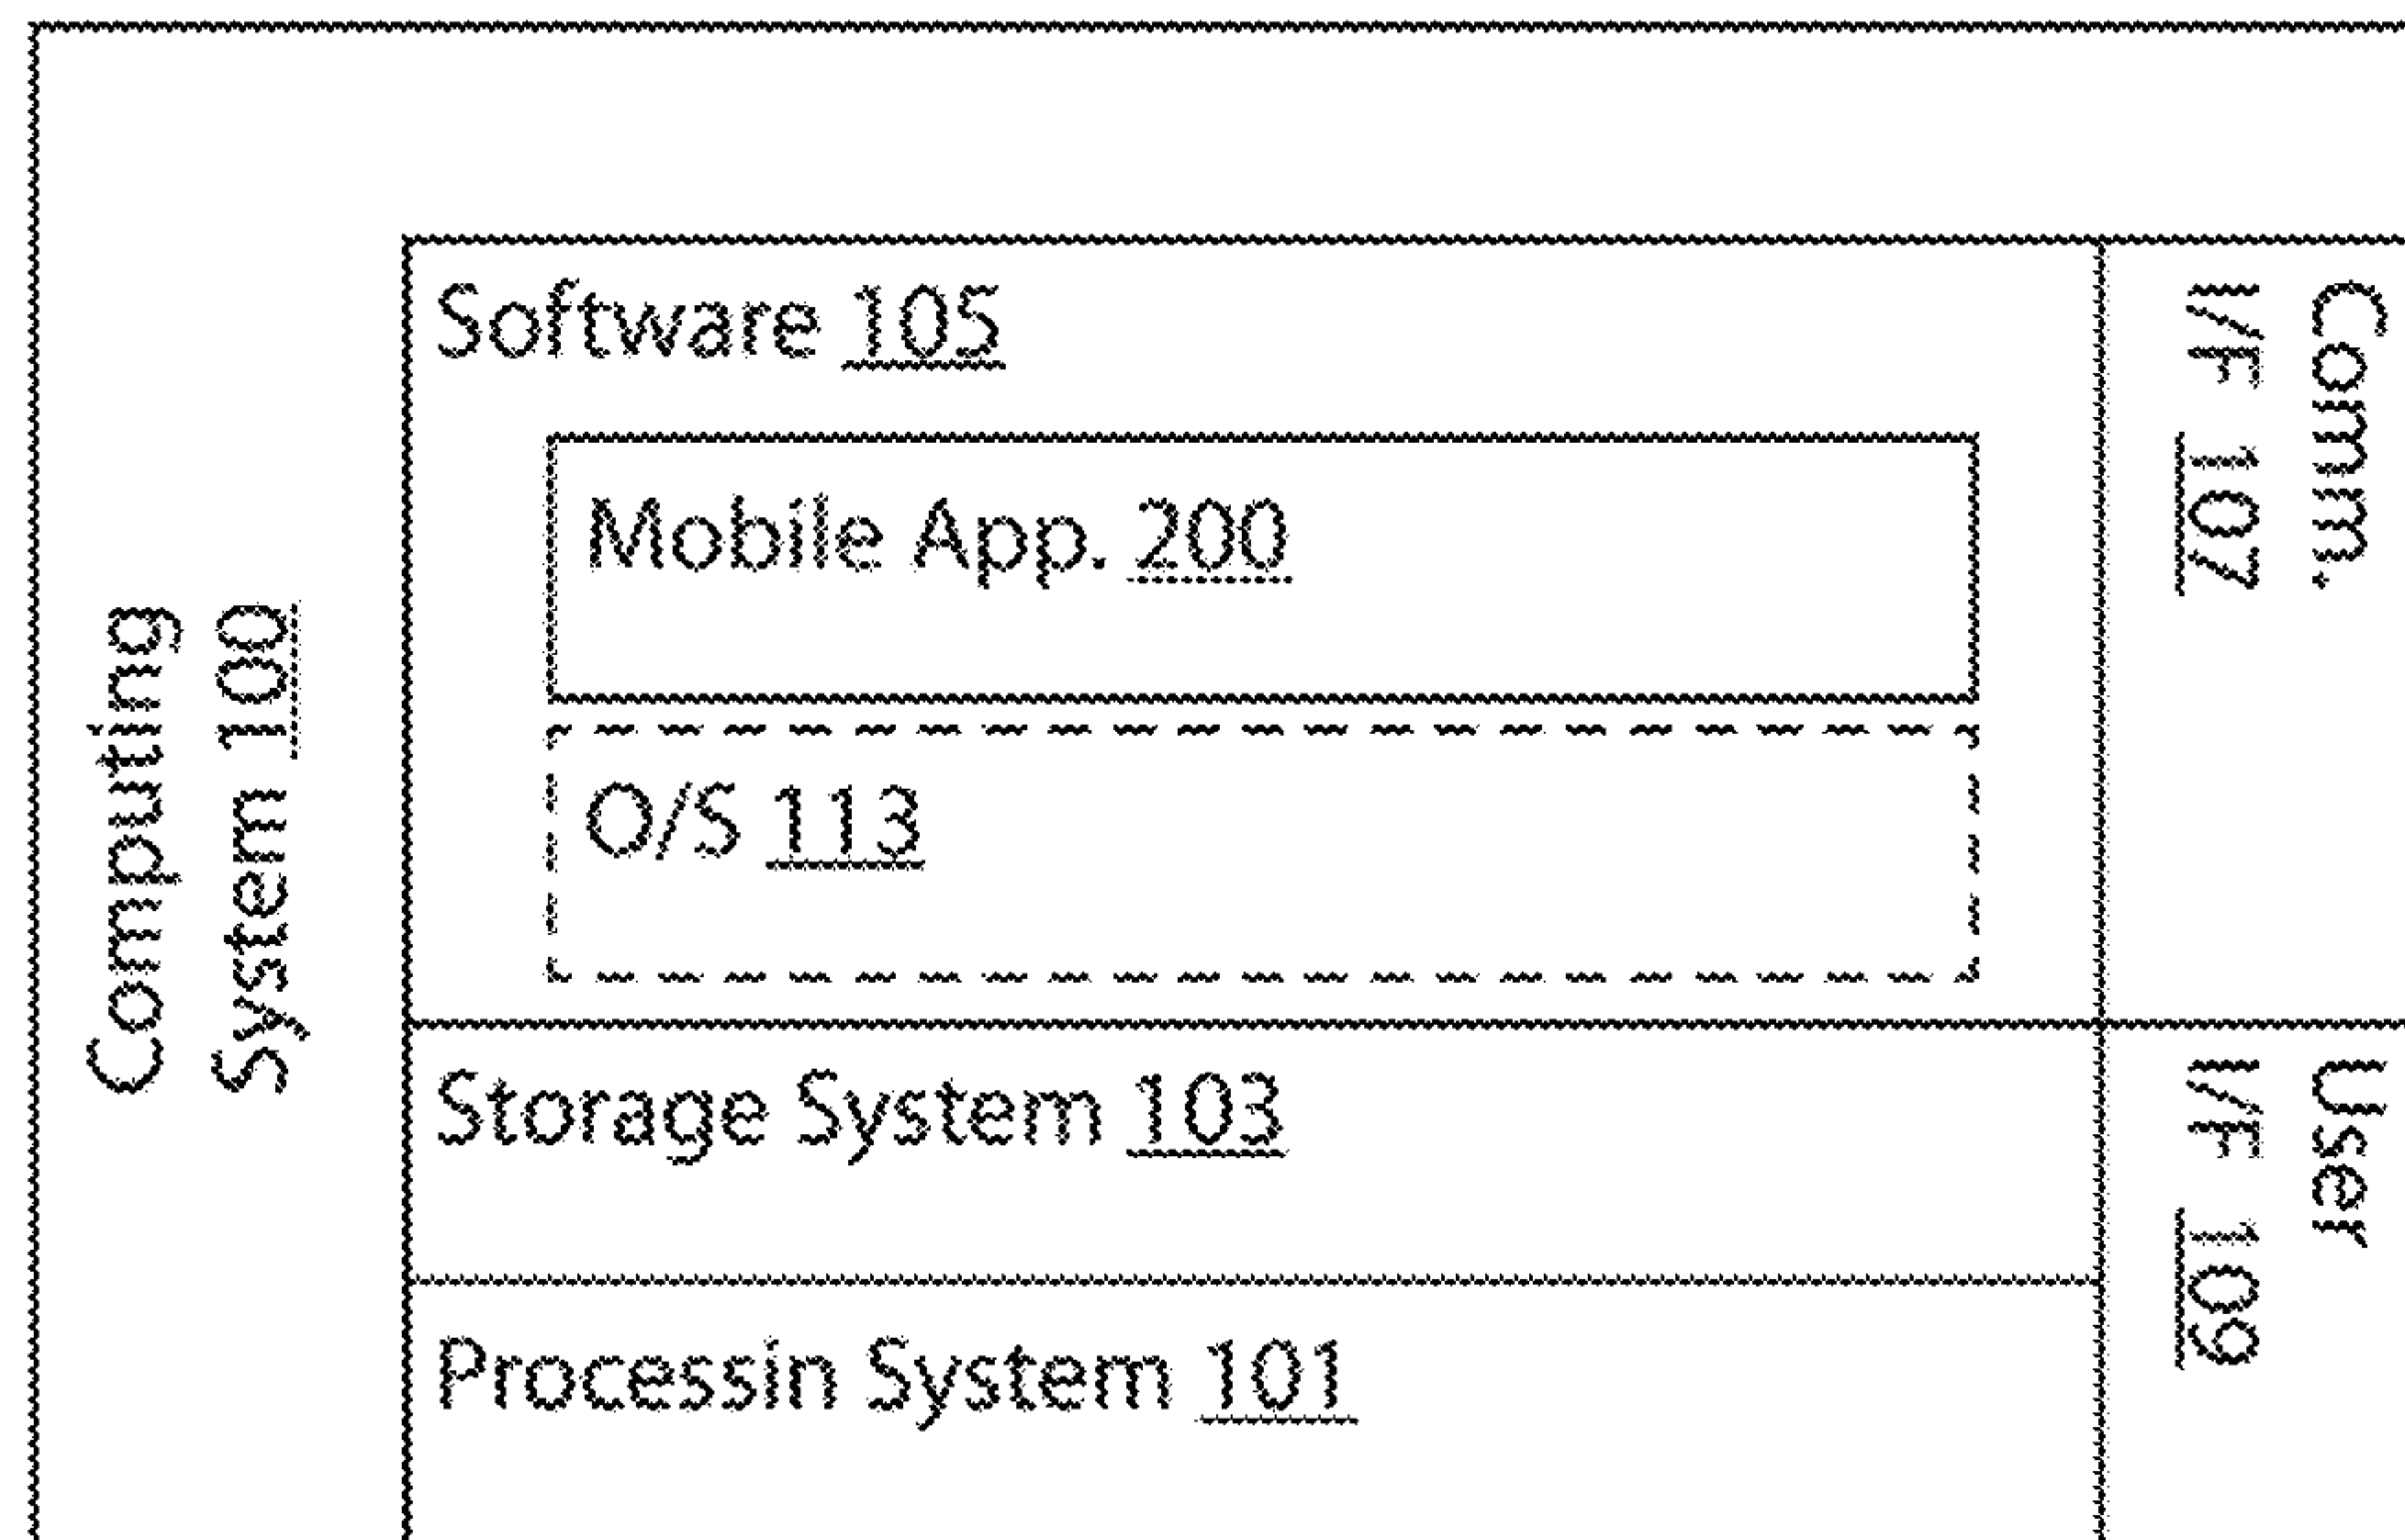 Computing
System 100
Software 105
Mobile App. 200
O/S 113
Storage System 103
Processin System 101
Comm.
I/F 107
User
I/F 109